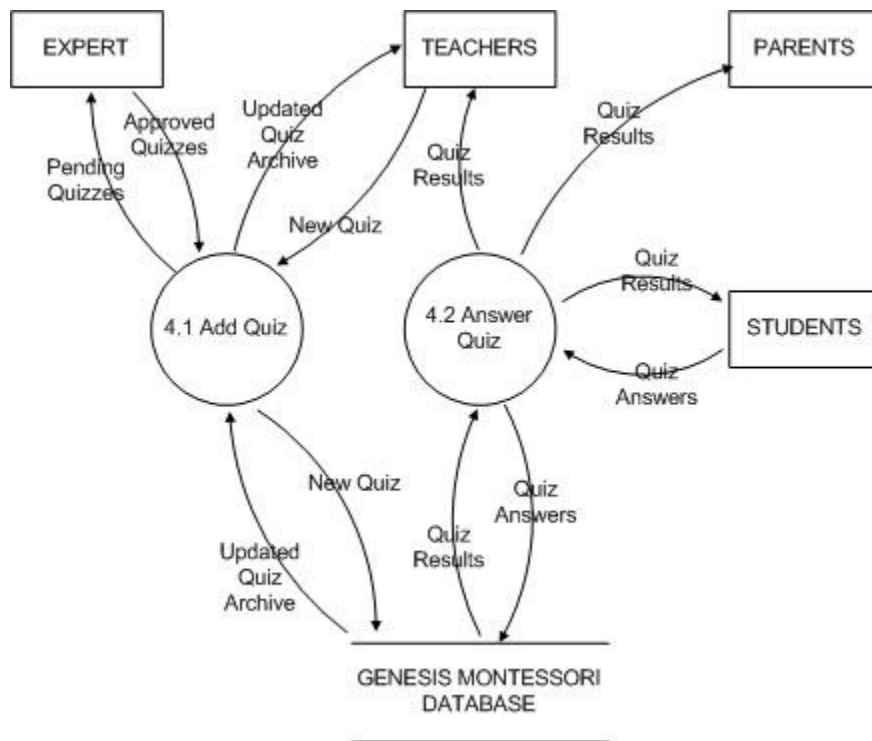 EXPERT
TEACHERS
PARENTS
Approved
Quizzes
Pending
Quizzes
Updated
Quiz
Archive
New Quiz
Quiz
Results
Quiz
Results
4.1 Add Quiz
4.2 Answer
Quiz
Quiz
Results
STUDENTS
Quiz
Answers
New Quiz
Updated
Quiz
Archive
Quiz
Results
Quiz
Answers
GENESIS MONTESSORI
DATABASE